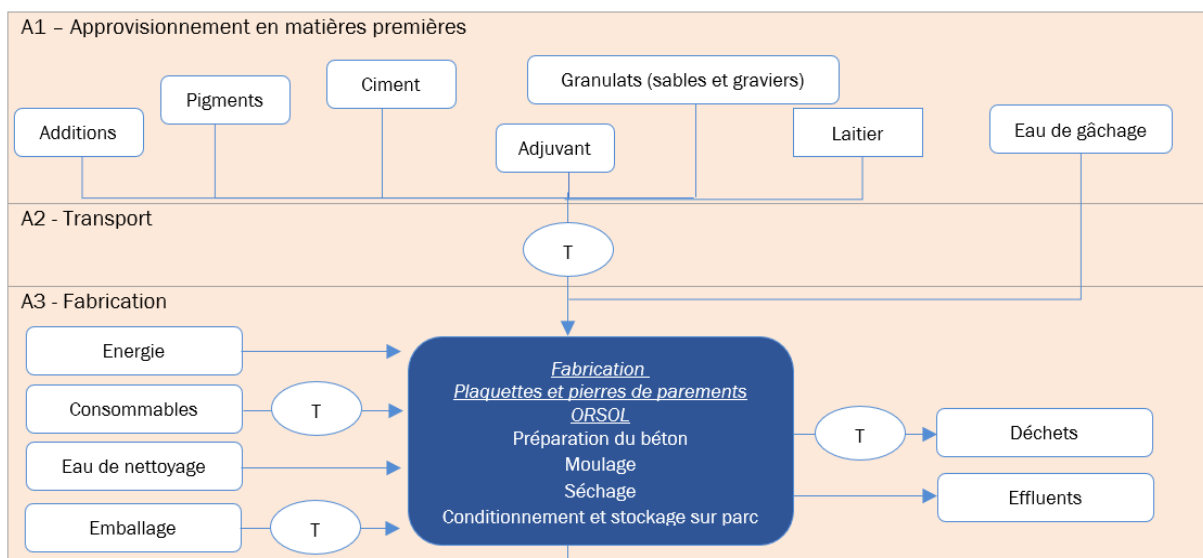 A1 – Approvisionnement en matières premières
Granulats (sables et graviers)
Ciment
Pigments
Additions
Adjuvant
Laitier
Eau de gâchage
A2 - Transport
T
A3 - Fabrication
Energie
Consommables
T
Eau de nettoyage
Emballage
T
Fabrication
Plaquettes et pierres de parements
ORSOL
Préparation du béton
Moulage
Séchage
Conditionnement et stockage sur parc
T
Déchets
Effluents